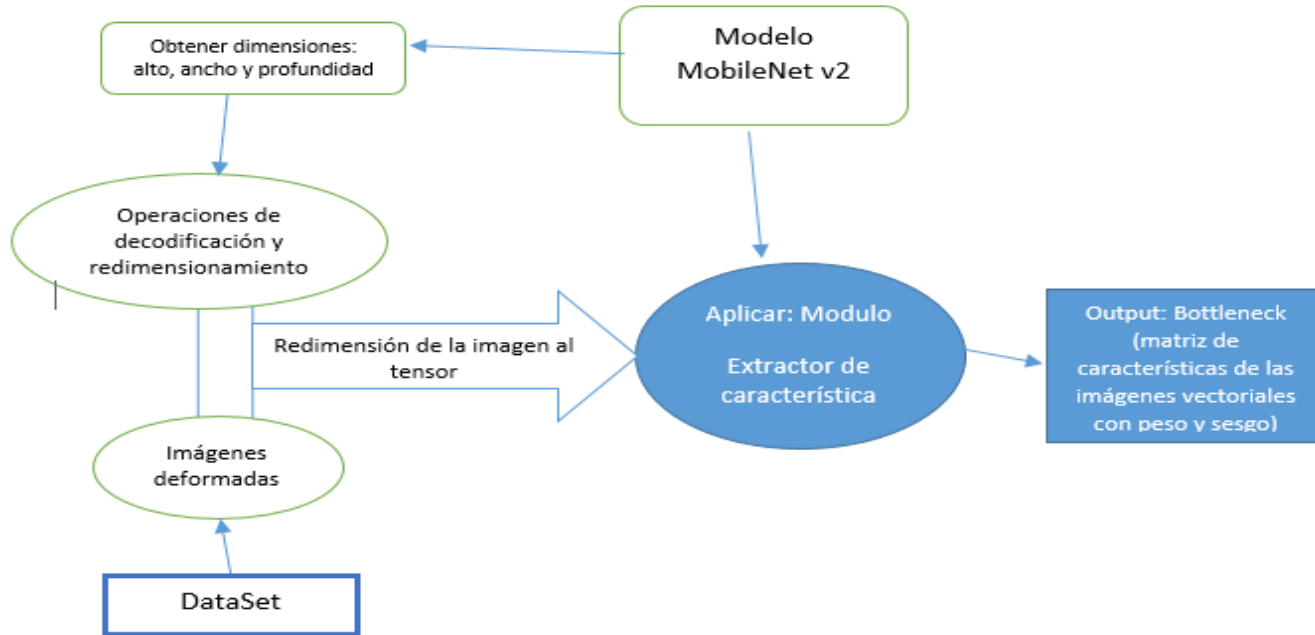 Obtener dimensiones:
alto, ancho y profundidad
Modelo
MobileNet v2
Operaciones de
decodificación y
redimensionamiento
Redimensión de la imagen al
tensor
Aplicar: Modulo
Extractor de
característica
Output: Bottleneck
(matriz de
características de las
imágenes vectoriales
con peso y sesgo)
Imágenes
deformadas
DataSet